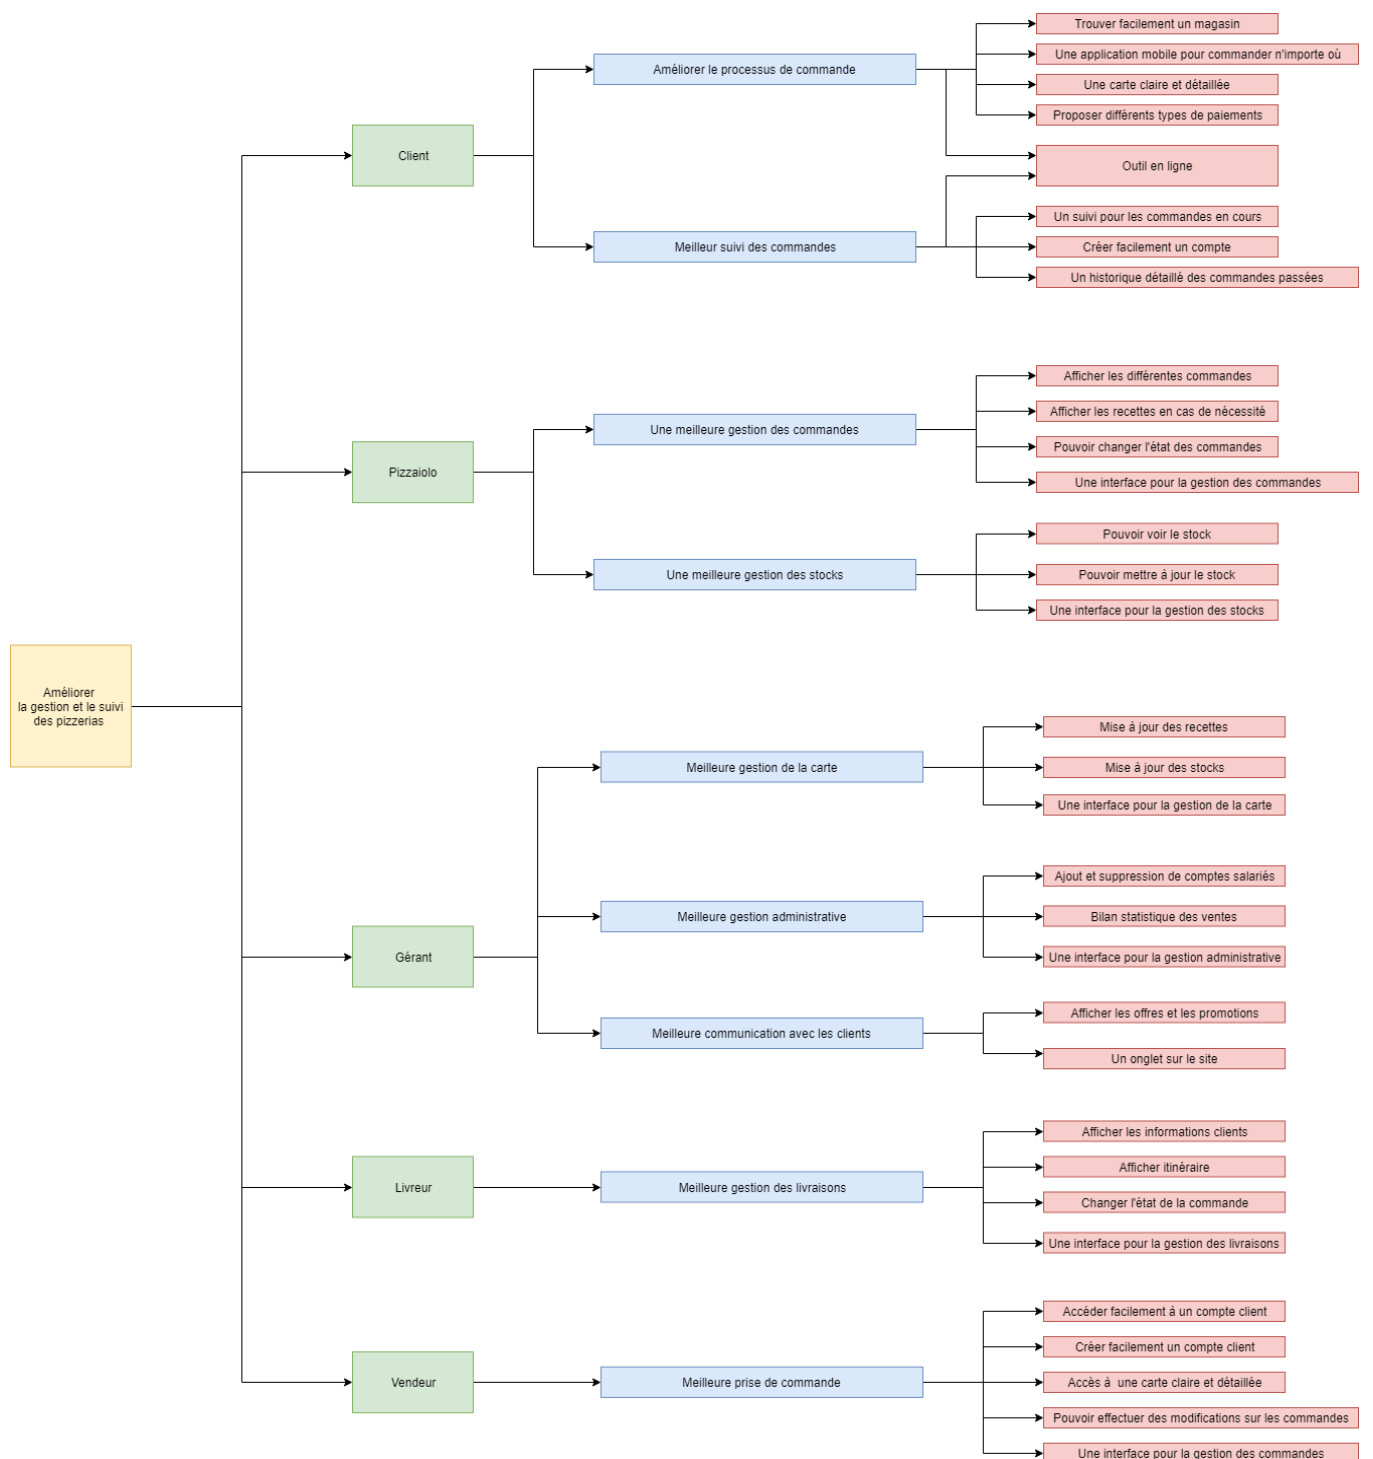 Trouver facilement un magasin
Une application mobile pour commander n'importe où
Améliorer le processus de commande
Une carte claire et détaillée
Proposer différents types de paiements
Client
Outil en ligne
Un suivi pour les commandes en cours
Meilleur suivi des commandes
Créer facilement un compte
Un historique détaillé des commandes passées
Afficher les différentes commandes
Afficher les recettes en cas de nécessité
Une meilleure gestion des commandes
Pouvoir changer l'état des commandes
Pizzaiolo
Une interface pour la gestion des commandes
Pouvoir voir le stock
Une meilleure gestion des stocks
Pouvoir mettre à jour le stock
Une interface pour la gestion des stocks
Améliorer
la gestion et le suivi
des pizzerias
Mise à jour des recettes
Meilleure gestion de la carte
Mise à jour des stocks
Une interface pour la gestion de la carte
Ajout et suppression de comptes salariés
Meilleure gestion administrative
Bilan statistique des ventes
Gérant
Une interface pour la gestion administrative
Afficher les offres et les promotions
Meilleure communication avec les clients
Un onglet sur le site
Afficher les informations clients
Afficher itinéraire
Livreur
Meilleure gestion des livraisons
Changer l'état de la commande
Une interface pour la gestion des livraisons
Accéder facilement à un compte client
Créer facilement un compte client
Vendeur
Meilleure prise de commande
Accès à  une carte claire et détaillée
Pouvoir effectuer des modifications sur les commandes
Une interface pour la gestion des commandes